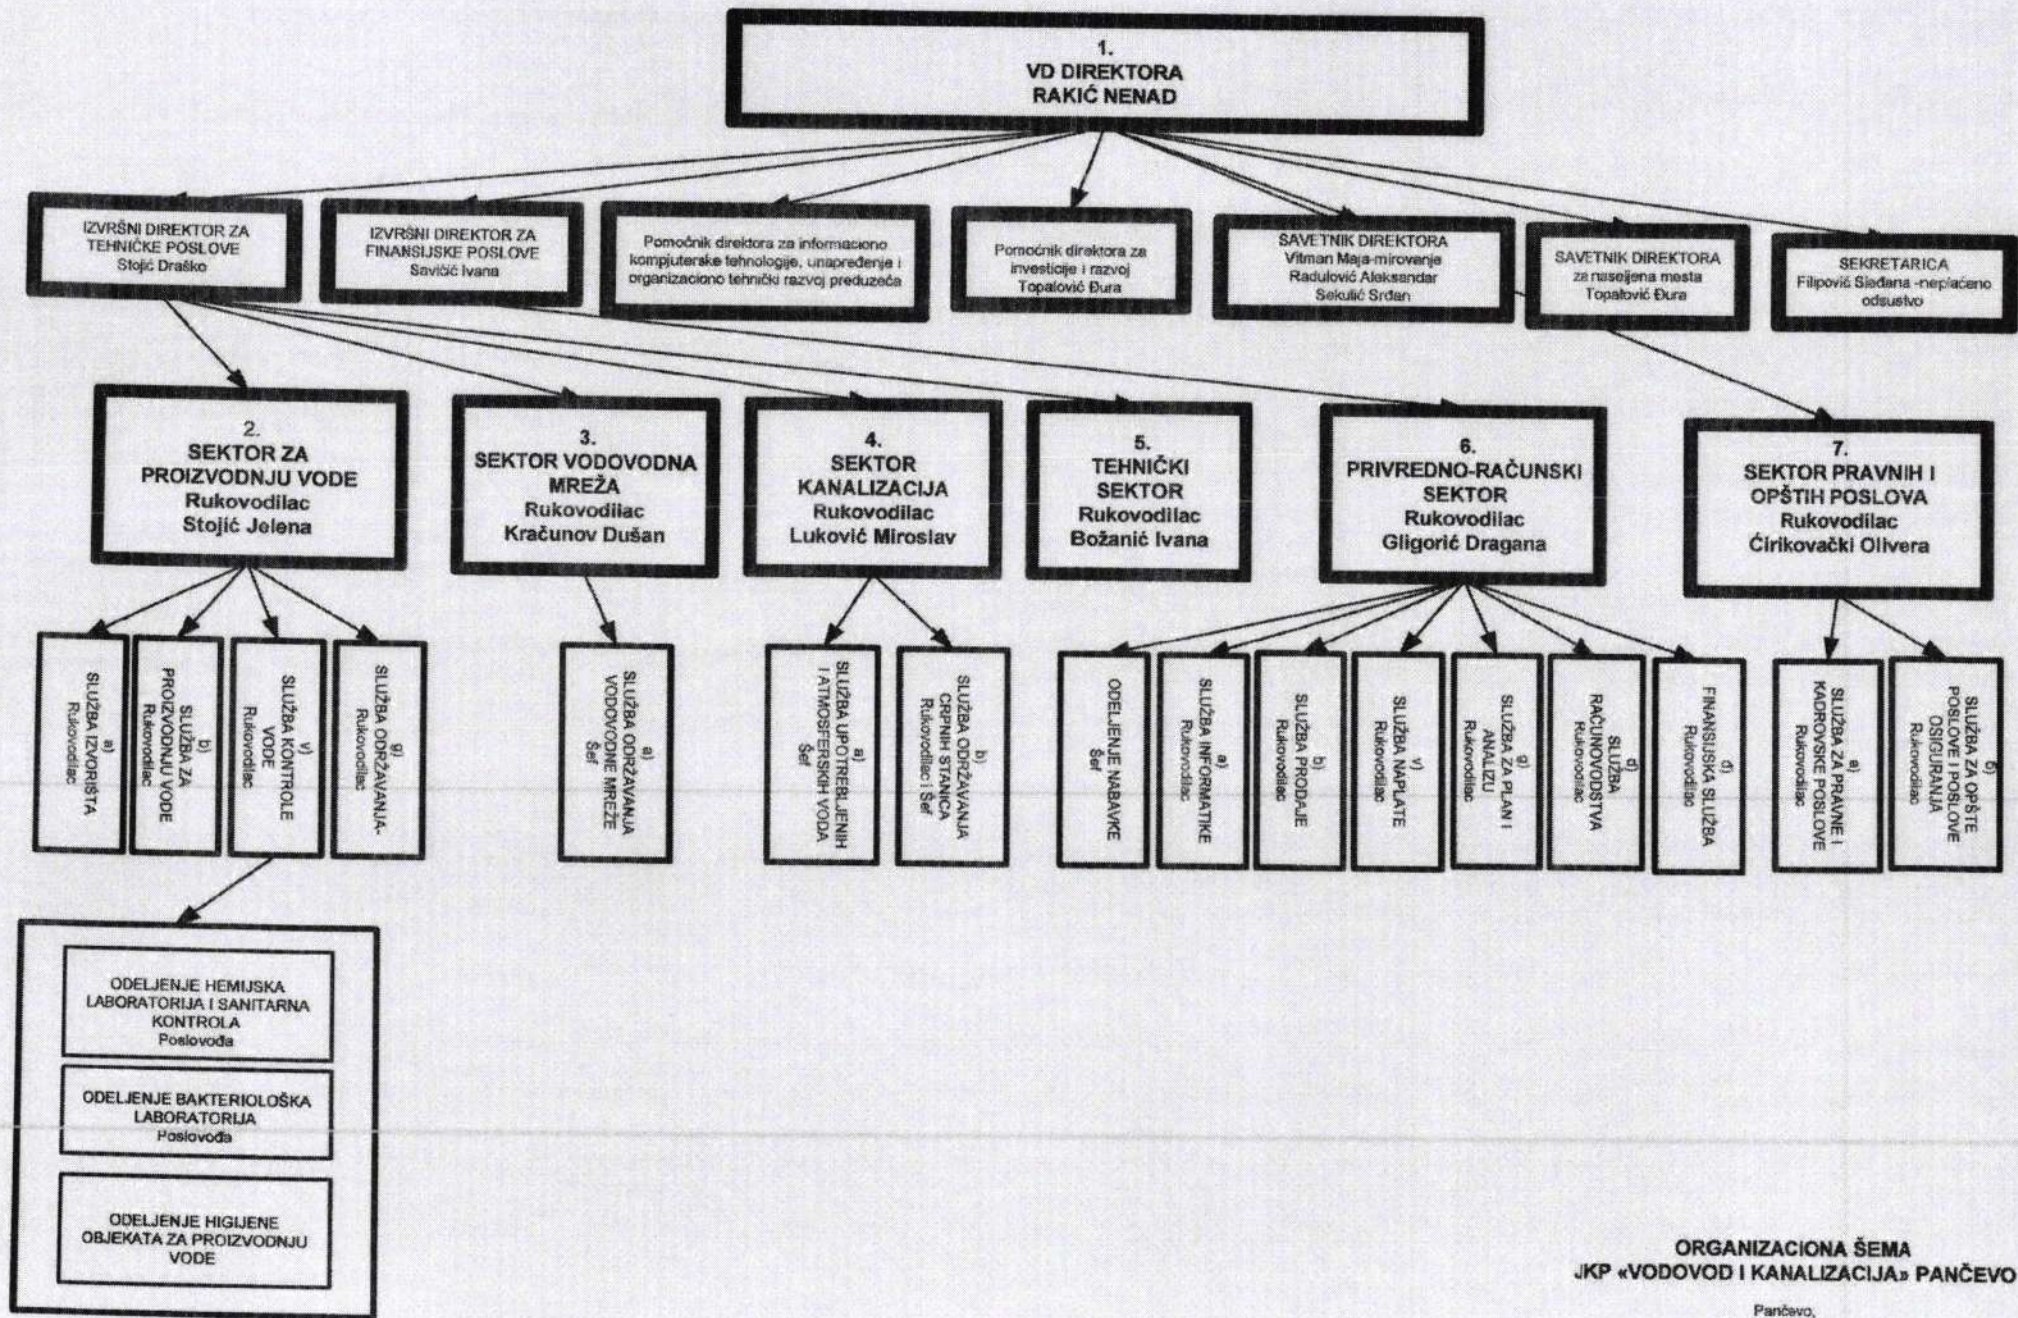 1.
VD DIREKTORA
RAKIĆ NENAD
IZVRŠNI DIREKTOR ZA
TEHNIČKE POSLOVE
Stojić Draško
IZVRŠNI DIREKTOR ZA
FINANSIJSKE POSLOVE
Savičić Ivana
Pomoćnik direktora za informaciono
kompjuterske tehnologije, unapređenje i
organizaciono tehnički razvoj preduzeća
Pomoćnik direktora za
investicije i razvoj
Topalović Đura
SAVETNIK DIREKTORA
Vitman Maja-mirovanje
Radulović Aleksandar
Sekulić Srđan
SAVETNIK DIREKTORA
za naseljena mesta
Topalović Đura
SEKRETARICA
Filipović Slađana -neplaćeno
odsustvo
2.
SEKTOR ZA
PROIZVODNJU VODE
Rukovodilac
Stojić Jelena
3.
SEKTOR VODOVODNA
MREŽA
Rukovodilac
Kračunov Dušan
4.
SEKTOR
KANALIZACIJA
Rukovodilac
Luković Miroslav
5.
TEHNIČKI
SEKTOR
Rukovodilac
Božanić Ivana
6.
PRIVREDNO-RAČUNSKI
SEKTOR
Rukovodilac
Gligorić Dragana
7.
SEKTOR PRAVNIH I
OPŠTIH POSLOVA
Rukovodilac
Ćirikovački Olivera
a)
SLUŽBA IZVORIŠTA
Rukovodilac
b)
SLUŽBA ZA
PROIZVODNJU VODE
Rukovodilac
v)
SLUŽBA KONTROLE
VODE
Rukovodilac
g)
SLUŽBA ODRŽAVANJA-
Rukovodilac
a)
SLUŽBA ODRŽAVANJA
VODOVODNE MREŽE
Šef
a)
SLUŽBA UPOTREBLJENIH
I ATMOSFERSKIH VODA
Šef
b)
SLUŽBA ODRŽAVANJA
CRPNIH STANICA
Rukovodilac i Šef
ODELJENJE NABAVKE
Šef
a)
SLUŽBA INFORMATIKE
Rukovodilac
b)
SLUŽBA PRODAJE
Rukovodilac
v)
SLUŽBA NAPLATE
Rukovodilac
g)
SLUŽBA ZA PLAN I
ANALIZU
Rukovodilac
d)
SLUŽBA
RAČUNOVODSTVA
Rukovodilac
đ)
FINANSIJSKA SLUŽBA
Rukovodilac
a)
SLUŽBA ZA PRAVNE I
KADROVSKE POSLOVE
Rukovodilac
б)
SLUŽBA ZA OPŠTE
POSLOVE I POSLOVE
OSIGURANJA
Rukovodilac
ODELJENJE HEMIJSKA
LABORATORIJA I SANITARNA
KONTROLA
Poslovođa
ODELJENJE BAKTERIOLOŠKA
LABORATORIJA
Poslovođa
ODELJENJE HIGIJENE
OBJEKATA ZA PROIZVODNJU
VODE
ORGANIZACIONA ŠEMA
JKP «VODOVOD I KANALIZACIJA» PANČEVO
Pančevo,